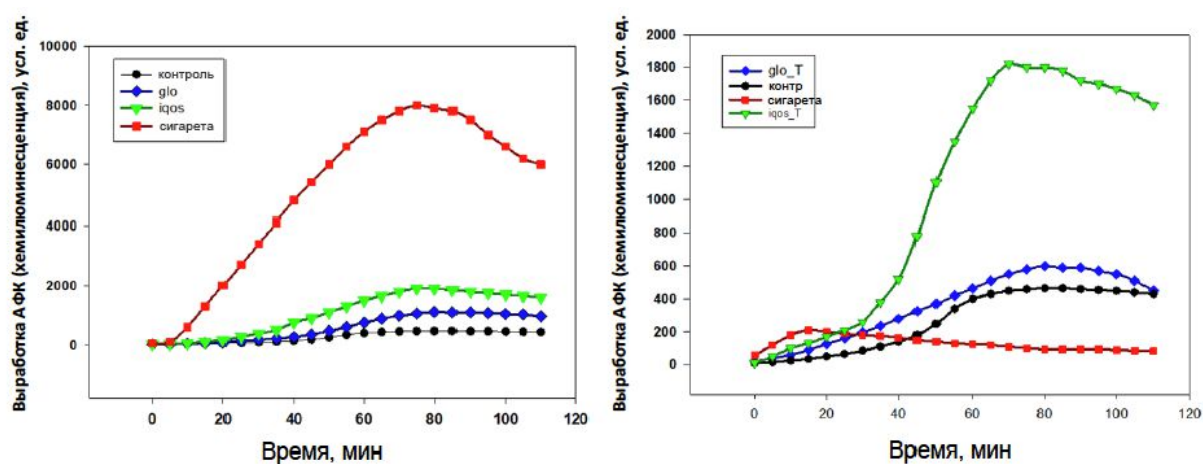 Выработка АФК (хемилюминесценция), усл. ед.
10000
8000
6000
4000
2000
0
контроль
glo
iqos
сигарета
0
20
40
60
80
100
120
Время, мин
Выработка АФК (хемилюминесценция), усл. ед.
2000
1800
1600
1400
1200
1000
800
600
400
200
0
glo_T
контр
сигарета
iqos_T
0
20
40
60
80
100
120
Время, мин